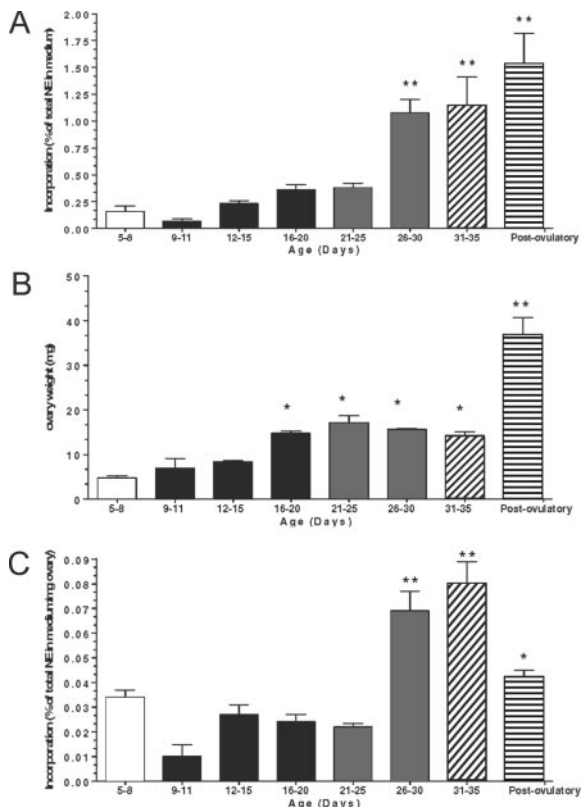 A
Incorporation (% of total NE in medium)
2.00
1.75
1.50
1.25
1.00
0.75
0.50
0.25
0.00
** ** **
5-8 9-11 12-15 16-20 21-25 26-30 31-35 Post-ovulatory
Age (Days)
B
ovary weight (mg)
50
40
30
20
10
0
* * * * **
5-8 9-11 12-15 16-20 21-25 26-30 31-35 Post-ovulatory
Age (Days)
C
Incorporation (% of total NE in medium/mg ovary)
0.09
0.08
0.07
0.06
0.05
0.04
0.03
0.02
0.01
0.00
** ** *
5-8 9-11 12-15 16-20 21-25 26-30 31-35 Post-ovulatory
Age (Days)